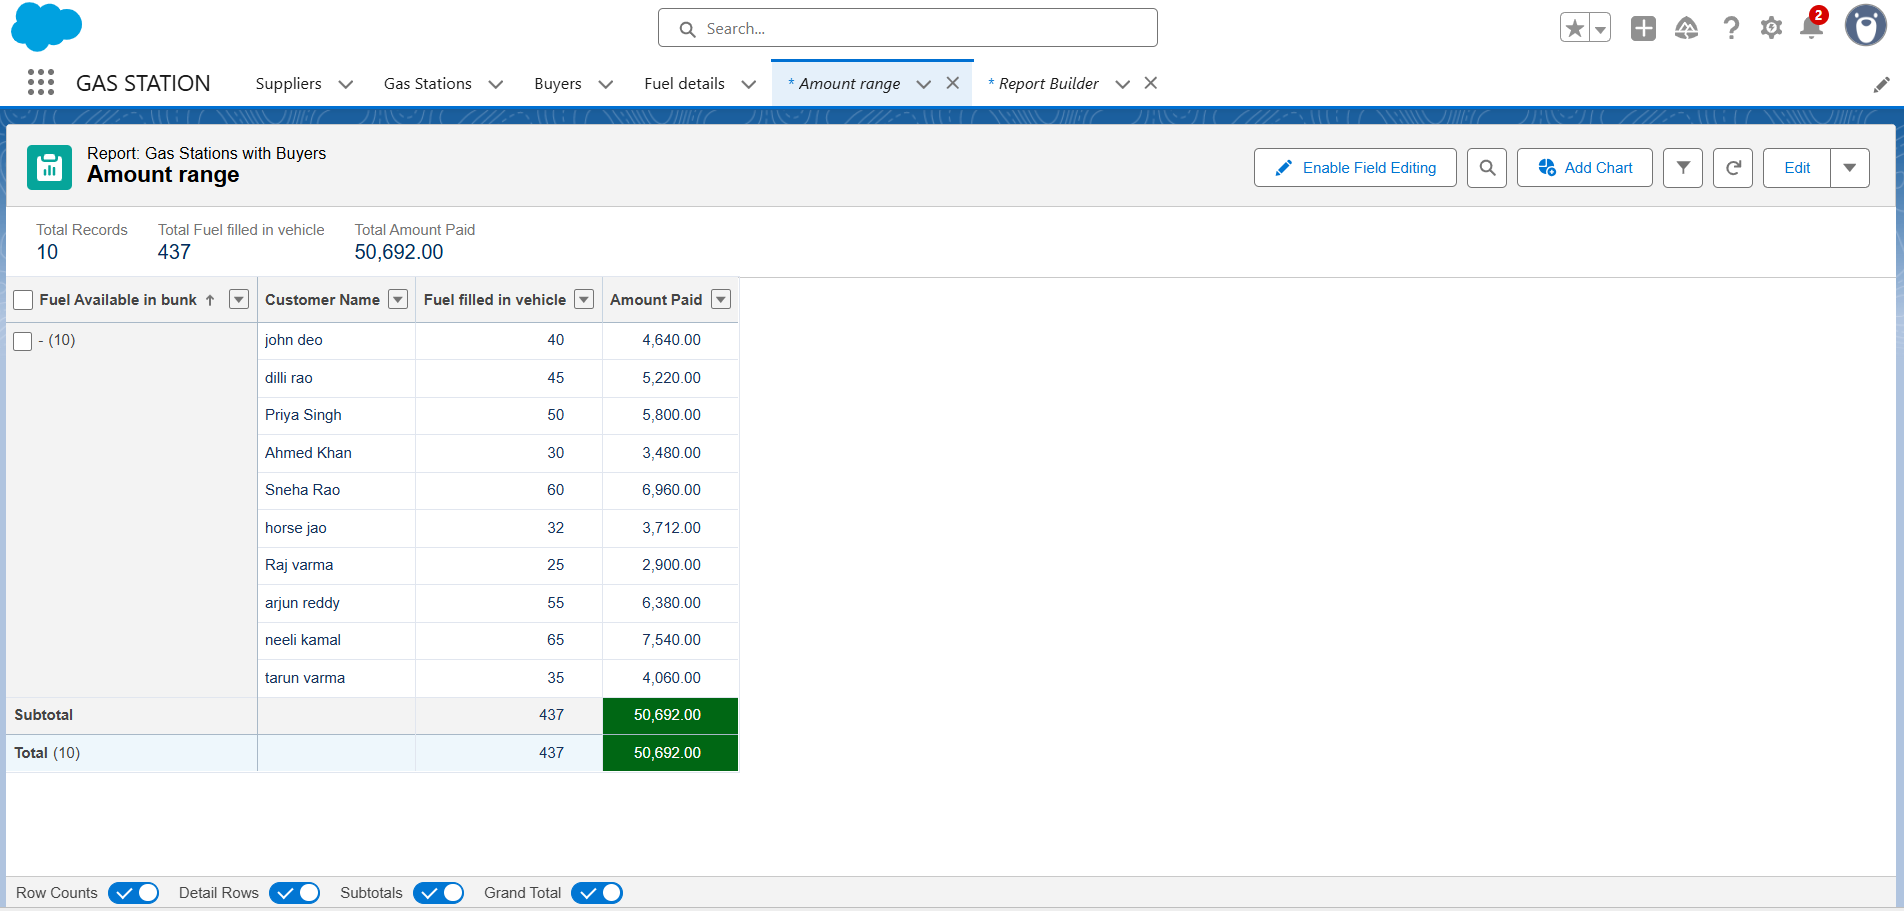 Search...
2
GAS STATION
Suppliers
Gas Stations
Buyers
Fuel details
* Amount range
* Report Builder
Report: Gas Stations with Buyers
Amount range
Enable Field Editing
Add Chart
Edit
Total Records
10
Total Fuel filled in vehicle
437
Total Amount Paid
50,692.00
Fuel Available in bunk ↑ Customer Name Fuel filled in vehicle Amount Paid
- (10) john deo 40 4,640.00
dilli rao 45 5,220.00
Priya Singh 50 5,800.00
Ahmed Khan 30 3,480.00
Sneha Rao 60 6,960.00
horse jao 32 3,712.00
Raj varma 25 2,900.00
arjun reddy 55 6,380.00
neeli kamal 65 7,540.00
tarun varma 35 4,060.00
Subtotal 437 50,692.00
Total (10) 437 50,692.00
Row Counts Detail Rows Subtotals Grand Total